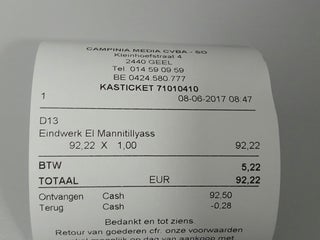 CAMPINIA MEDIA CVBA - SO
Kleinhoefstraat 4
2440 GEEL
Tel. 014 59 09 59
BE 0424.580.777
KASTICKET 71010410
1 08-06-2017 08:47
D13
Eindwerk El Mannitillyass
92,22 X 1,00 92,22
BTW 5,22
TOTAAL EUR 92,22
Ontvangen Cash 92,50
Terug Cash -0,28
Bedankt en tot ziens.
Retour van goederen cfr. onze voorwaarden